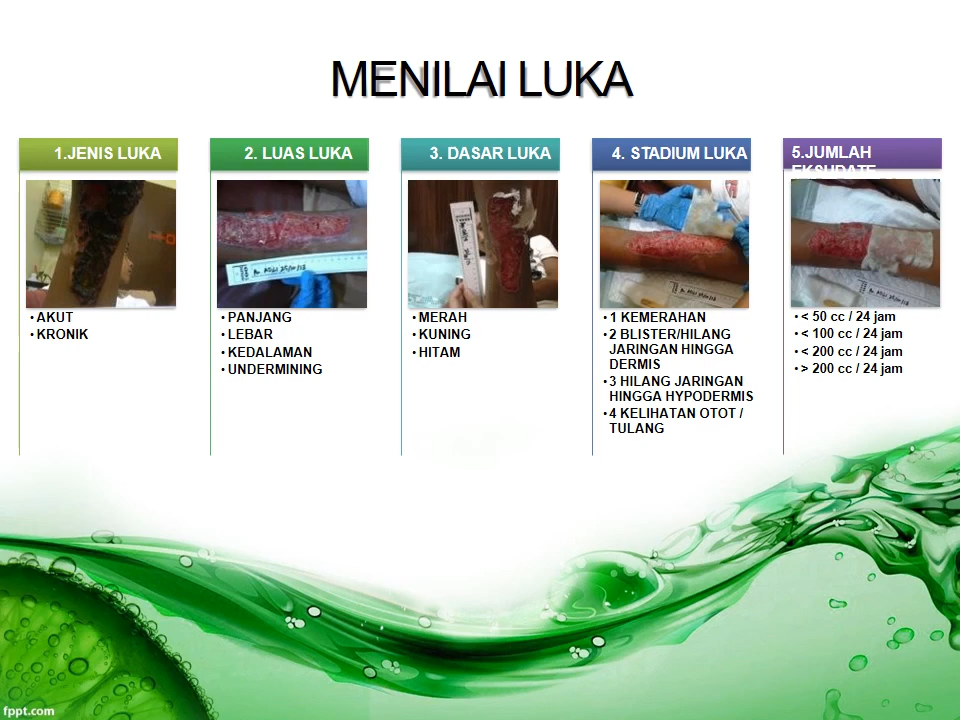 MENILAI LUKA
1.JENIS LUKA
• AKUT
• KRONIK
2. LUAS LUKA
• PANJANG
• LEBAR
• KEDALAMAN
• UNDERMINING
3. DASAR LUKA
• MERAH
• KUNING
• HITAM
4. STADIUM LUKA
• 1 KEMERAHAN
• 2 BLISTER/HILANG
JARINGAN HINGGA
DERMIS
• 3 HILANG JARINGAN
HINGGA HYPODERMIS
• 4 KELIHATAN OTOT /
TULANG
5.JUMLAH
EKSUDATE
• < 50 cc / 24 jam
• < 100 cc / 24 jam
• < 200 cc / 24 jam
• > 200 cc / 24 jam
fppt.com